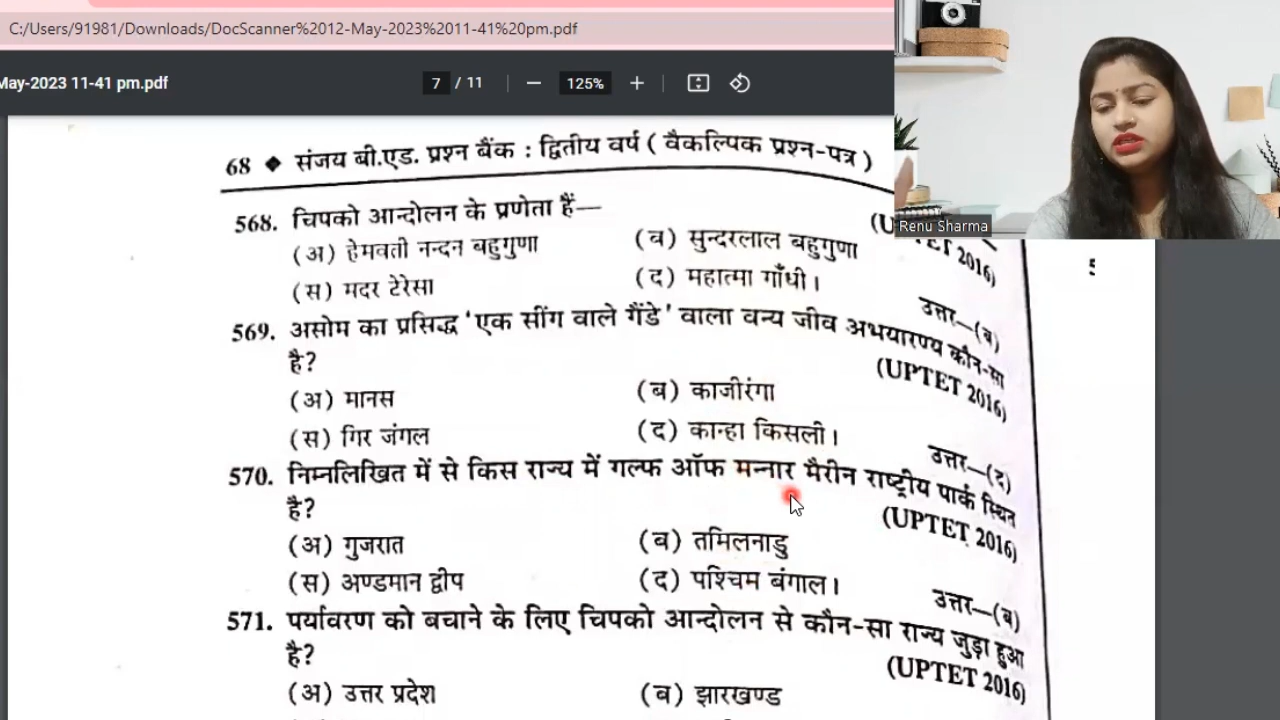 C:/Users/91981/Downloads/DocScanner%2012-May-2023%2011-41%20pm.pdf
May-2023 11-41 pm.pdf
7 / 11
125%
Renu Sharma
68 ◆ संजय बी.एड. प्रश्न बैंक : द्वितीय वर्ष ( वैकल्पिक प्रश्न-पत्र )
568. चिपको आन्दोलन के प्रणेता हैं—
2016)
(अ) हेमवती नन्दन बहुगुणा (ब) सुन्दरलाल बहुगुणा
(स) मदर टेरेसा (द) महात्मा गाँधी।
उत्तर—(ब)
569. असोम का प्रसिद्ध 'एक सींग वाले गैंडे' वाला वन्य जीव अभयारण्य कौन-सा
है? (UPTET 2016)
(अ) मानस (ब) काजीरंगा
(स) गिर जंगल (द) कान्हा किसली।
उत्तर—(द)
570. निम्नलिखित में से किस राज्य में गल्फ ऑफ मन्नार मैरीन राष्ट्रीय पार्क स्थित
है? (UPTET 2016)
(अ) गुजरात (ब) तमिलनाडु
(स) अण्डमान द्वीप (द) पश्चिम बंगाल।
उत्तर—(ब)
571. पर्यावरण को बचाने के लिए चिपको आन्दोलन से कौन-सा राज्य जुड़ा हुआ
है? (UPTET 2016)
(अ) उत्तर प्रदेश (ब) झारखण्ड